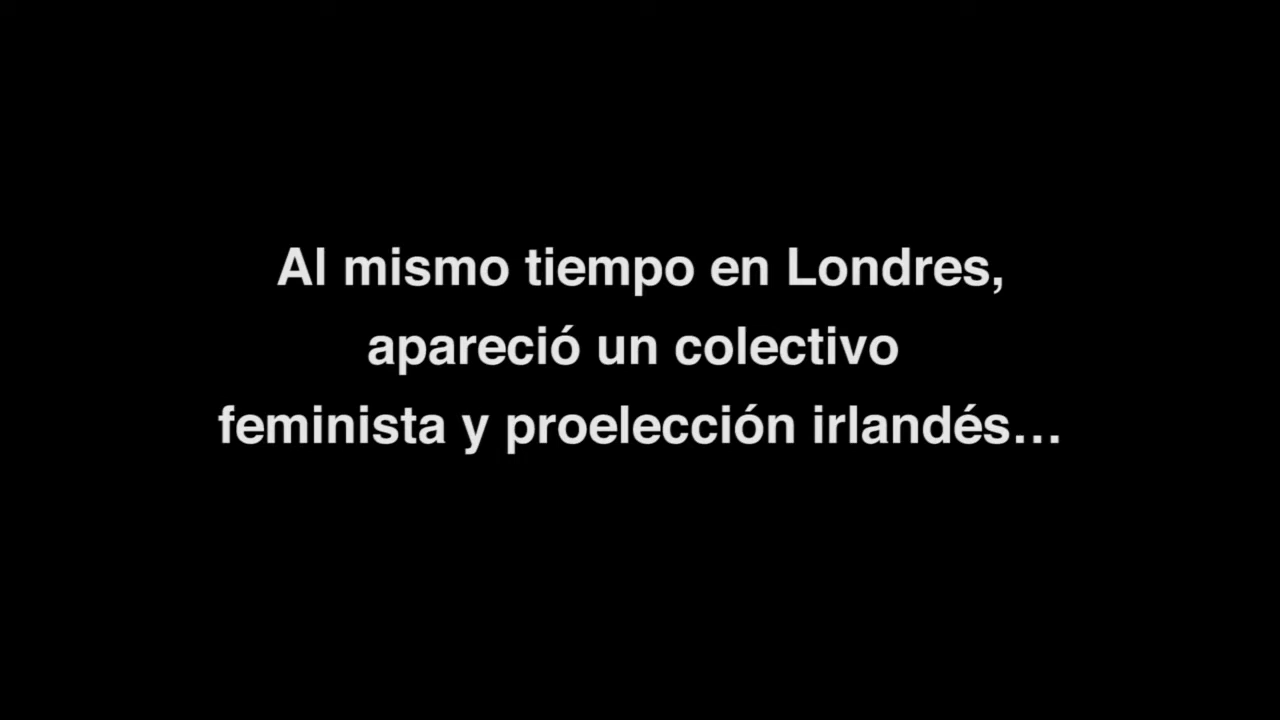 Al mismo tiempo en Londres,
apareció un colectivo
feminista y proelección irlandés…